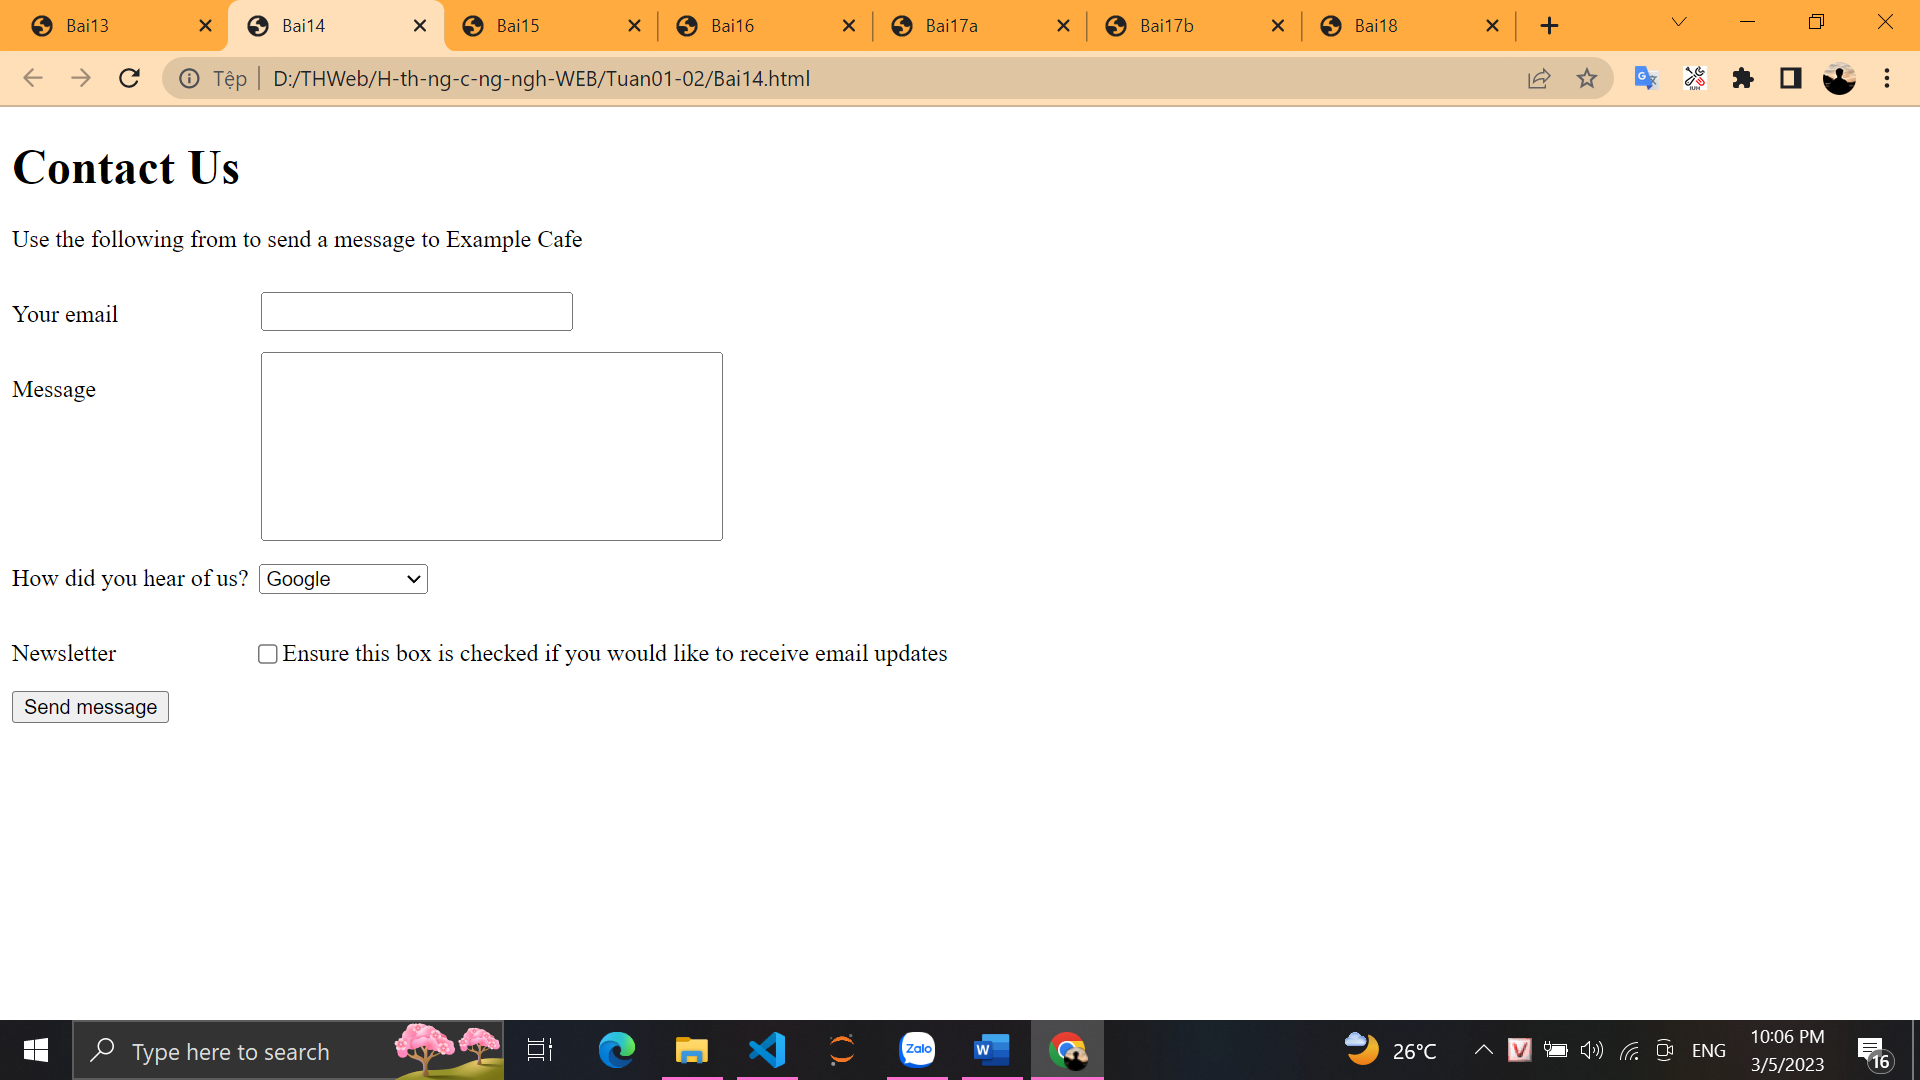 Bai13 Bai14 Bai15 Bai16 Bai17a Bai17b Bai18
Tệp D:/THWeb/H-th-ng-c-ng-ngh-WEB/Tuan01-02/Bai14.html
Contact Us
Use the following from to send a message to Example Cafe
Your email
Message
How did you hear of us? Google
Newsletter Ensure this box is checked if you would like to receive email updates
Send message
Type here to search Zalo W 26°C V ENG 10:06 PM
3/5/2023 16